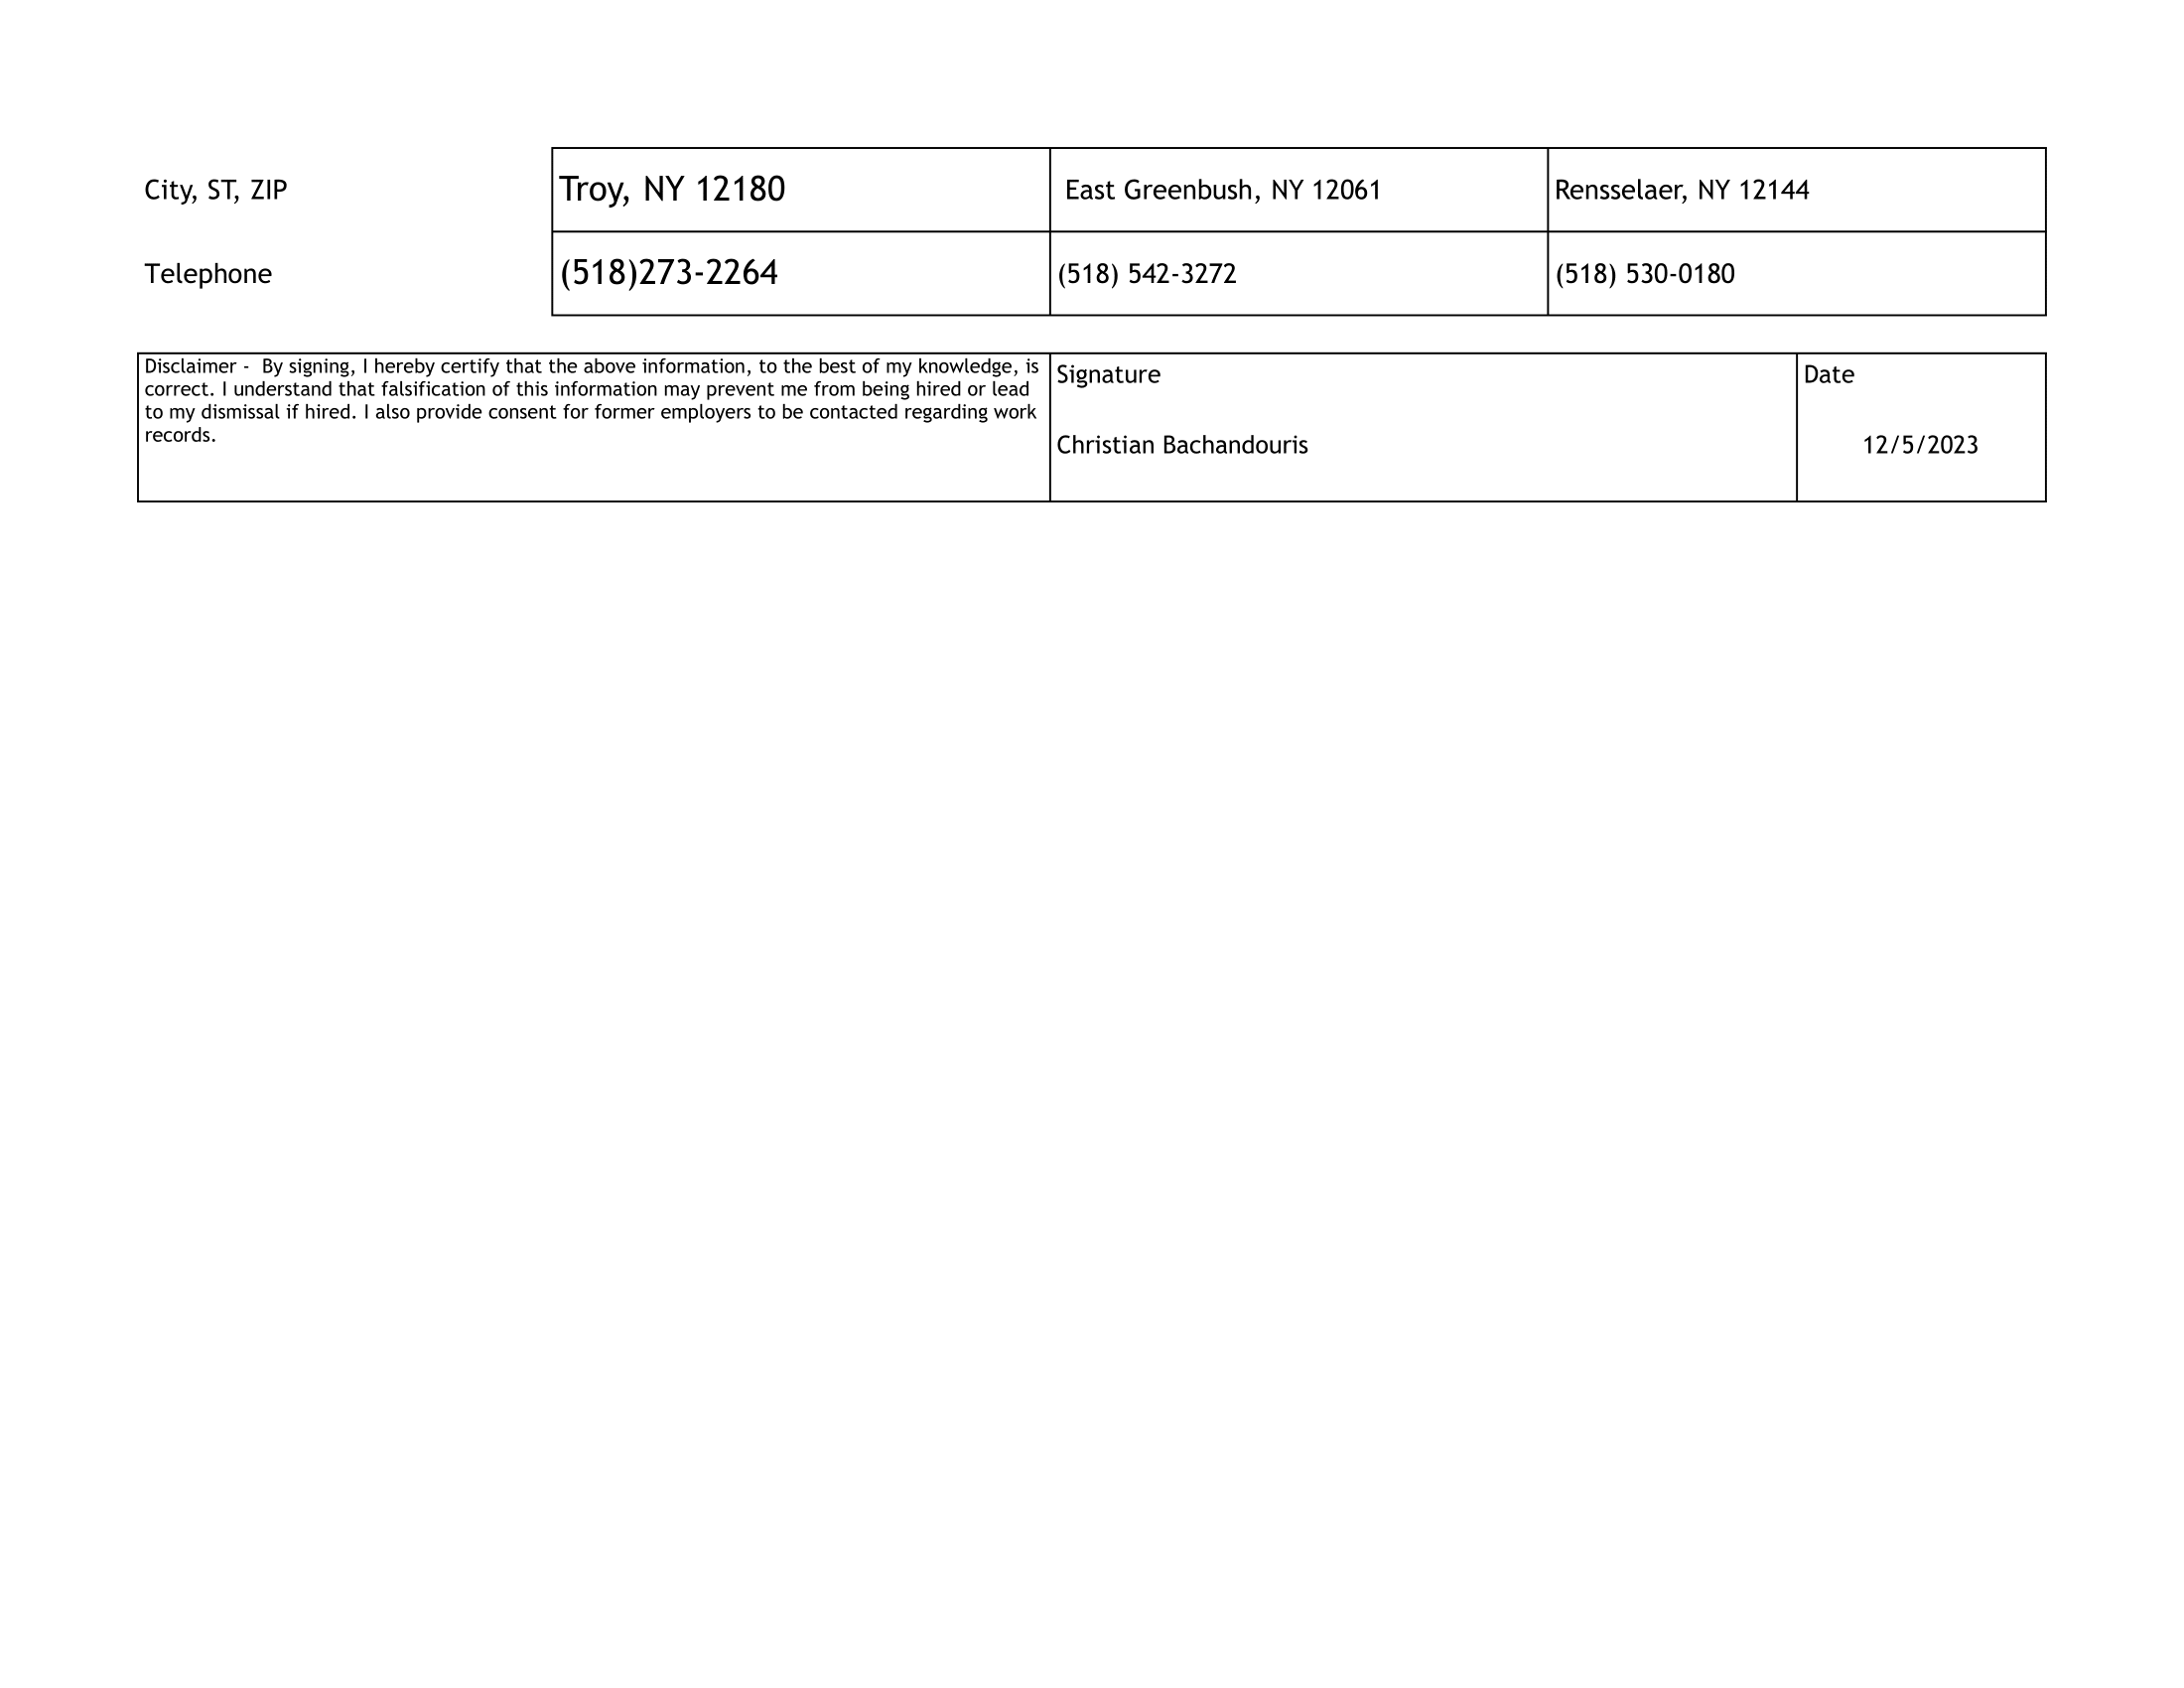 City, ST, ZIP Troy, NY 12180 East Greenbush, NY 12061 Rensselaer, NY 12144
Telephone (518)273-2264 (518) 542-3272 (518) 530-0180
Disclaimer -  By signing, I hereby certify that the above information, to the best of my knowledge, is
correct. I understand that falsification of this information may prevent me from being hired or lead
to my dismissal if hired. I also provide consent for former employers to be contacted regarding work
records.
Signature
Christian Bachandouris
Date
12/5/2023